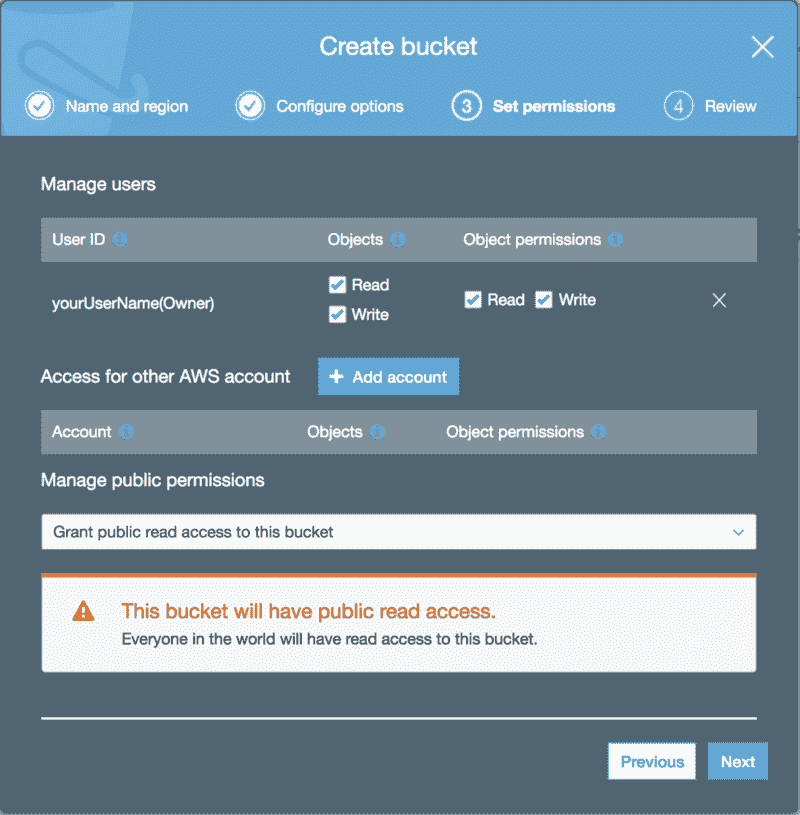 Create bucket
Name and region
Configure options
3 Set permissions
4 Review
Manage users
User ID Objects Object permissions
yourUserName(Owner)
Read
Write
Read Write
Access for other AWS account
+ Add account
Account Objects Object permissions
Manage public permissions
Grant public read access to this bucket
This bucket will have public read access.
Everyone in the world will have read access to this bucket.
Previous Next